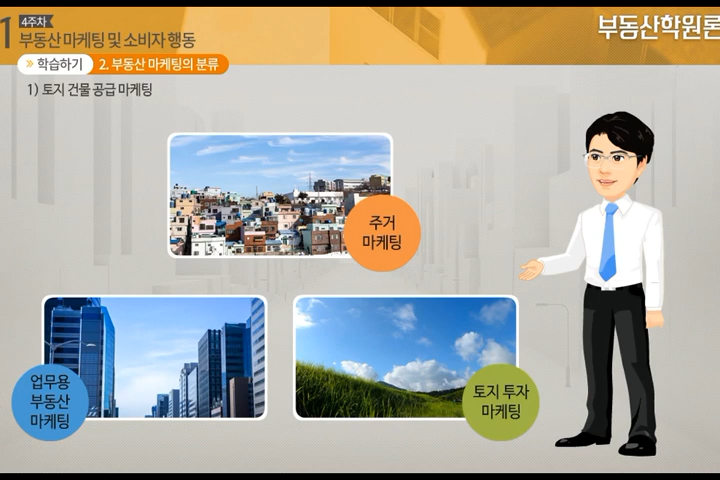 1
4주차
부동산 마케팅 및 소비자 행동
부동산학원론
» 학습하기
2. 부동산 마케팅의 분류
1) 토지 건물 공급 마케팅
주거
마케팅
업무용
부동산
마케팅
토지 투자
마케팅